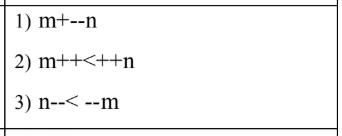 1) m+--n
2) m++<++n
3) n--< --m